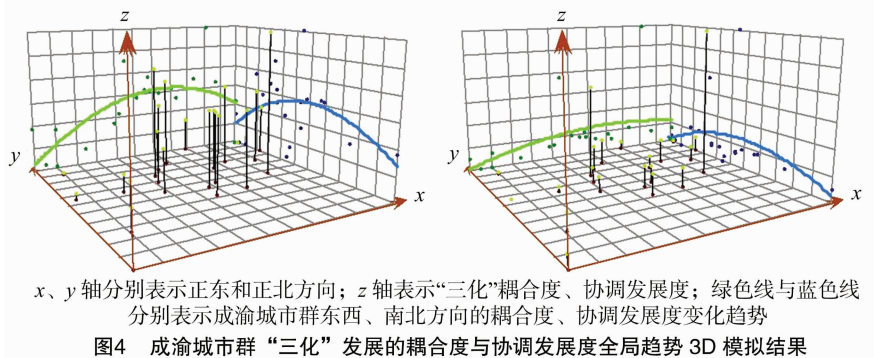 z
z
y
x
y
x
x、y 轴分别表示正东和正北方向；z 轴表示“三化”耦合度、协调发展度；绿色线与蓝色线
分别表示成渝城市群东西、南北方向的耦合度、协调发展度变化趋势
图4 成渝城市群“三化”发展的耦合度与协调发展度全局趋势 3D 模拟结果